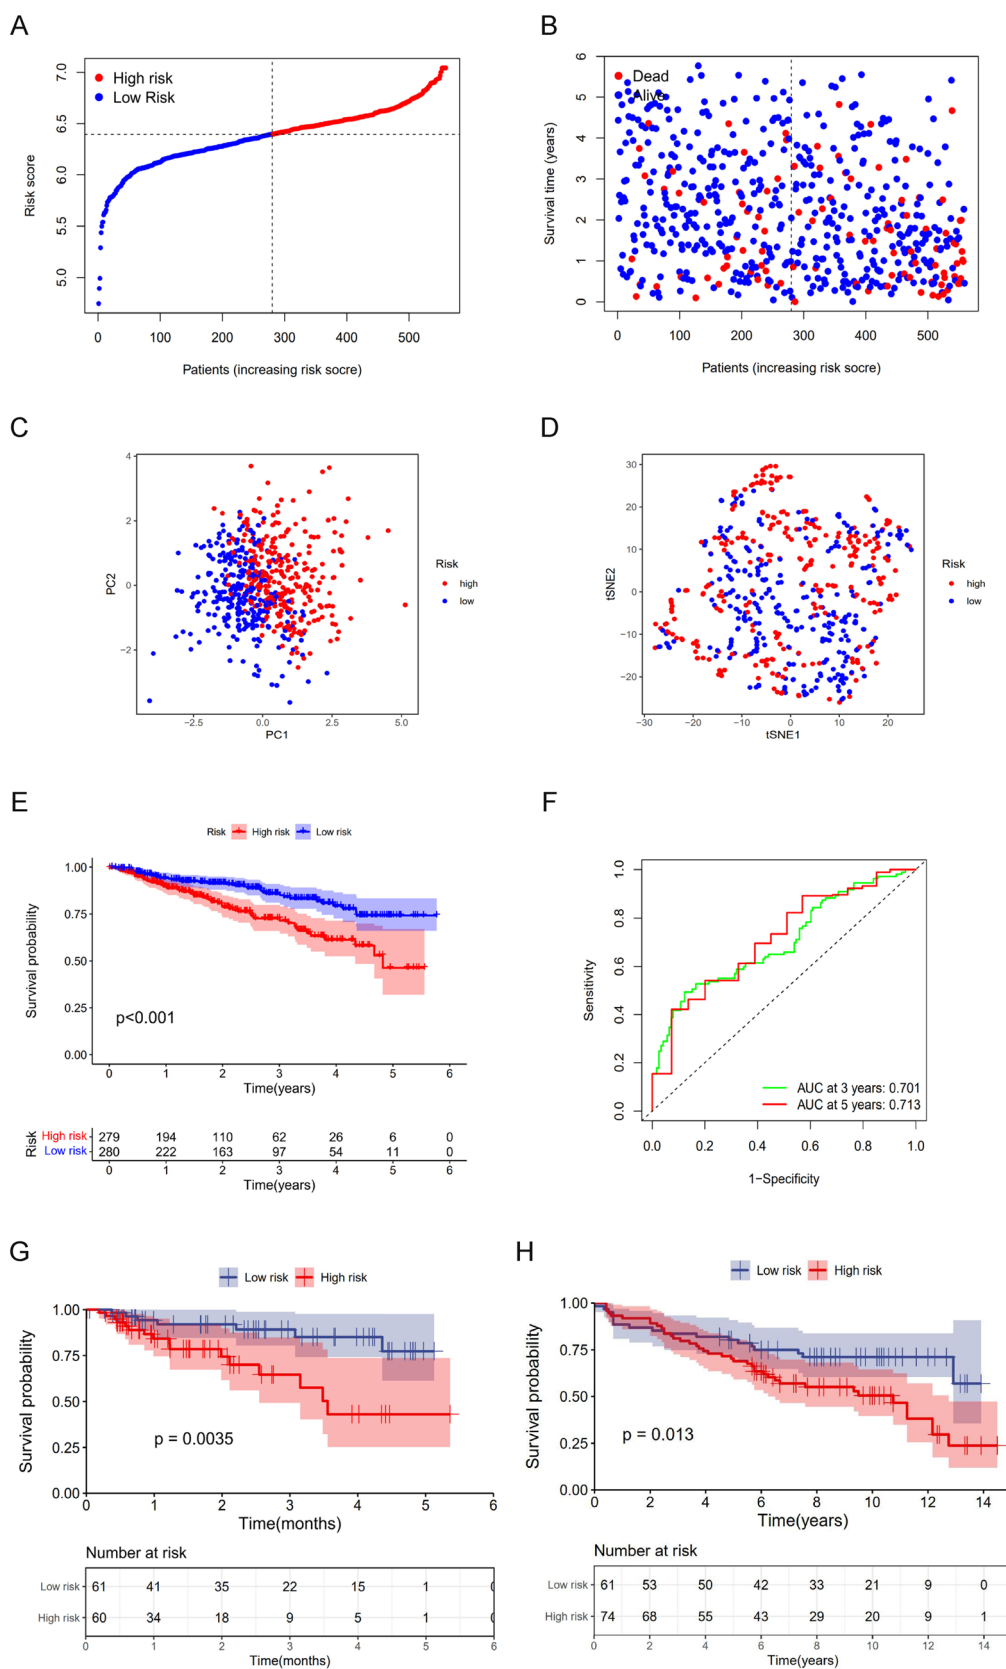 A
High risk
Low Risk
Risk score
7.0
6.5
6.0
5.5
5.0
0 100 200 300 400 500
Patients (increasing risk socre)
B
Dead
Alive
Survival time (years)
6
5
4
3
2
1
0
0 100 200 300 400 500
Patients (increasing risk socre)
C
PC2
4
2
0
−2
−2.5 0.0 2.5 5.0
PC1
Risk
high
low
D
tSNE2
30
20
10
0
−10
−20
−30 −20 −10 0 10 20
tSNE1
Risk
high
low
E
Risk High risk Low risk
Survival probability
1.00
0.75
0.50
0.25
0.00
p<0.001
0 1 2 3 4 5 6
Time(years)
Risk
High risk 279 194 110 62 26 6 0
Low risk 280 222 163 97 54 11 0
0 1 2 3 4 5 6
Time(years)
F
Sensitivity
1.0
0.8
0.6
0.4
0.2
0.0
AUC at 3 years: 0.701
AUC at 5 years: 0.713
0.0 0.2 0.4 0.6 0.8 1.0
1−Specificity
G
Low risk High risk
Survival probability
1.00
0.75
0.50
0.25
0.00
p = 0.0035
0 1 2 3 4 5 6
Time(months)
Number at risk
Low risk 61 41 35 22 15 1 0
High risk 60 34 18 9 5 1 0
0 1 2 3 4 5 6
Time(months)
H
Low risk High risk
Survival probability
1.00
0.75
0.50
0.25
0.00
p = 0.013
0 2 4 6 8 10 12 14
Time(years)
Number at risk
Low risk 61 53 50 42 33 21 9 0
High risk 74 68 55 43 29 20 9 1
0 2 4 6 8 10 12 14
Time(years)